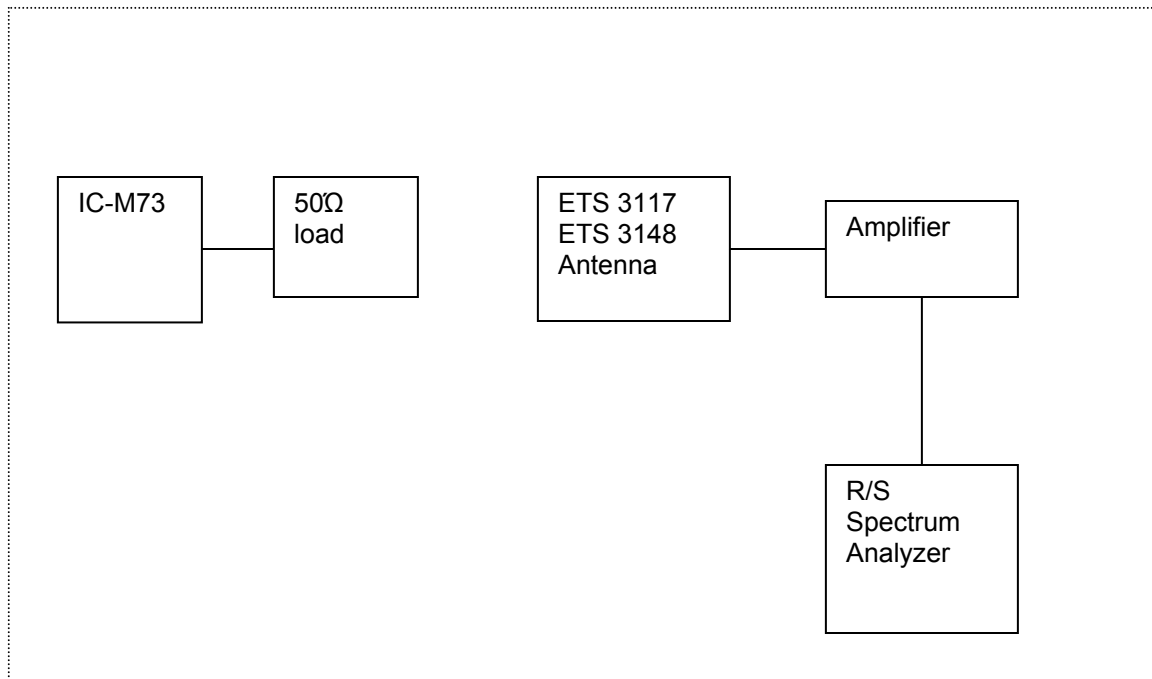 IC-M73
50Ώ
load
ETS 3117
ETS 3148
Antenna
Amplifier
R/S
Spectrum
Analyzer